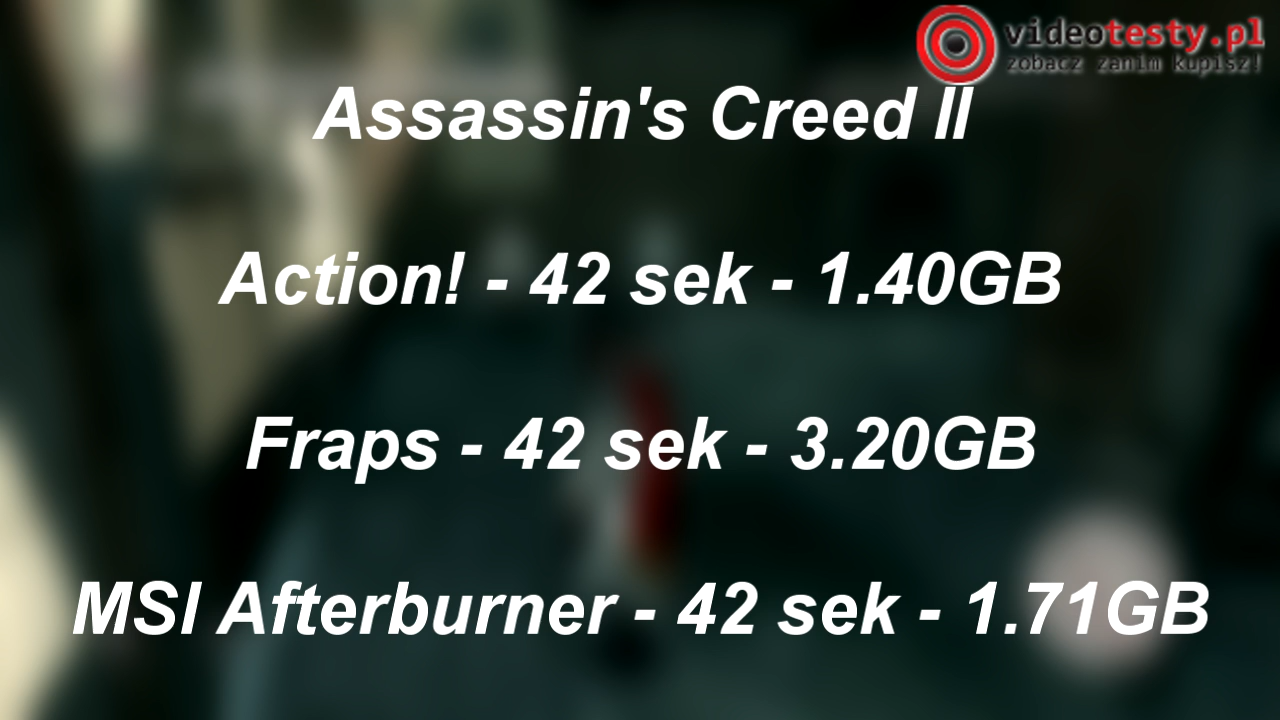 videotesty.pl
zobacz zanim kupisz!
Assassin's Creed II
Action! - 42 sek - 1.40GB
Fraps - 42 sek - 3.20GB
MSI Afterburner - 42 sek - 1.71GB